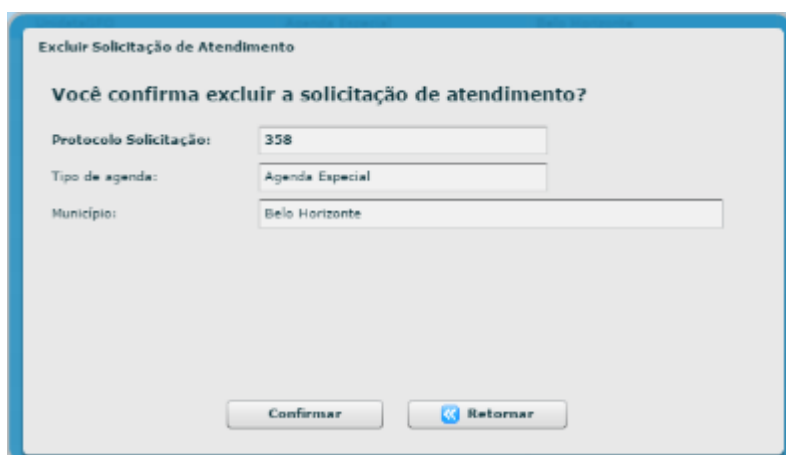 Excluir Solicitação de Atendimento
Você confirma excluir a solicitação de atendimento?
Protocolo Solicitação: 358
Tipo de agenda: Agenda Especial
Município: Belo Horizonte
Confirmar Retornar